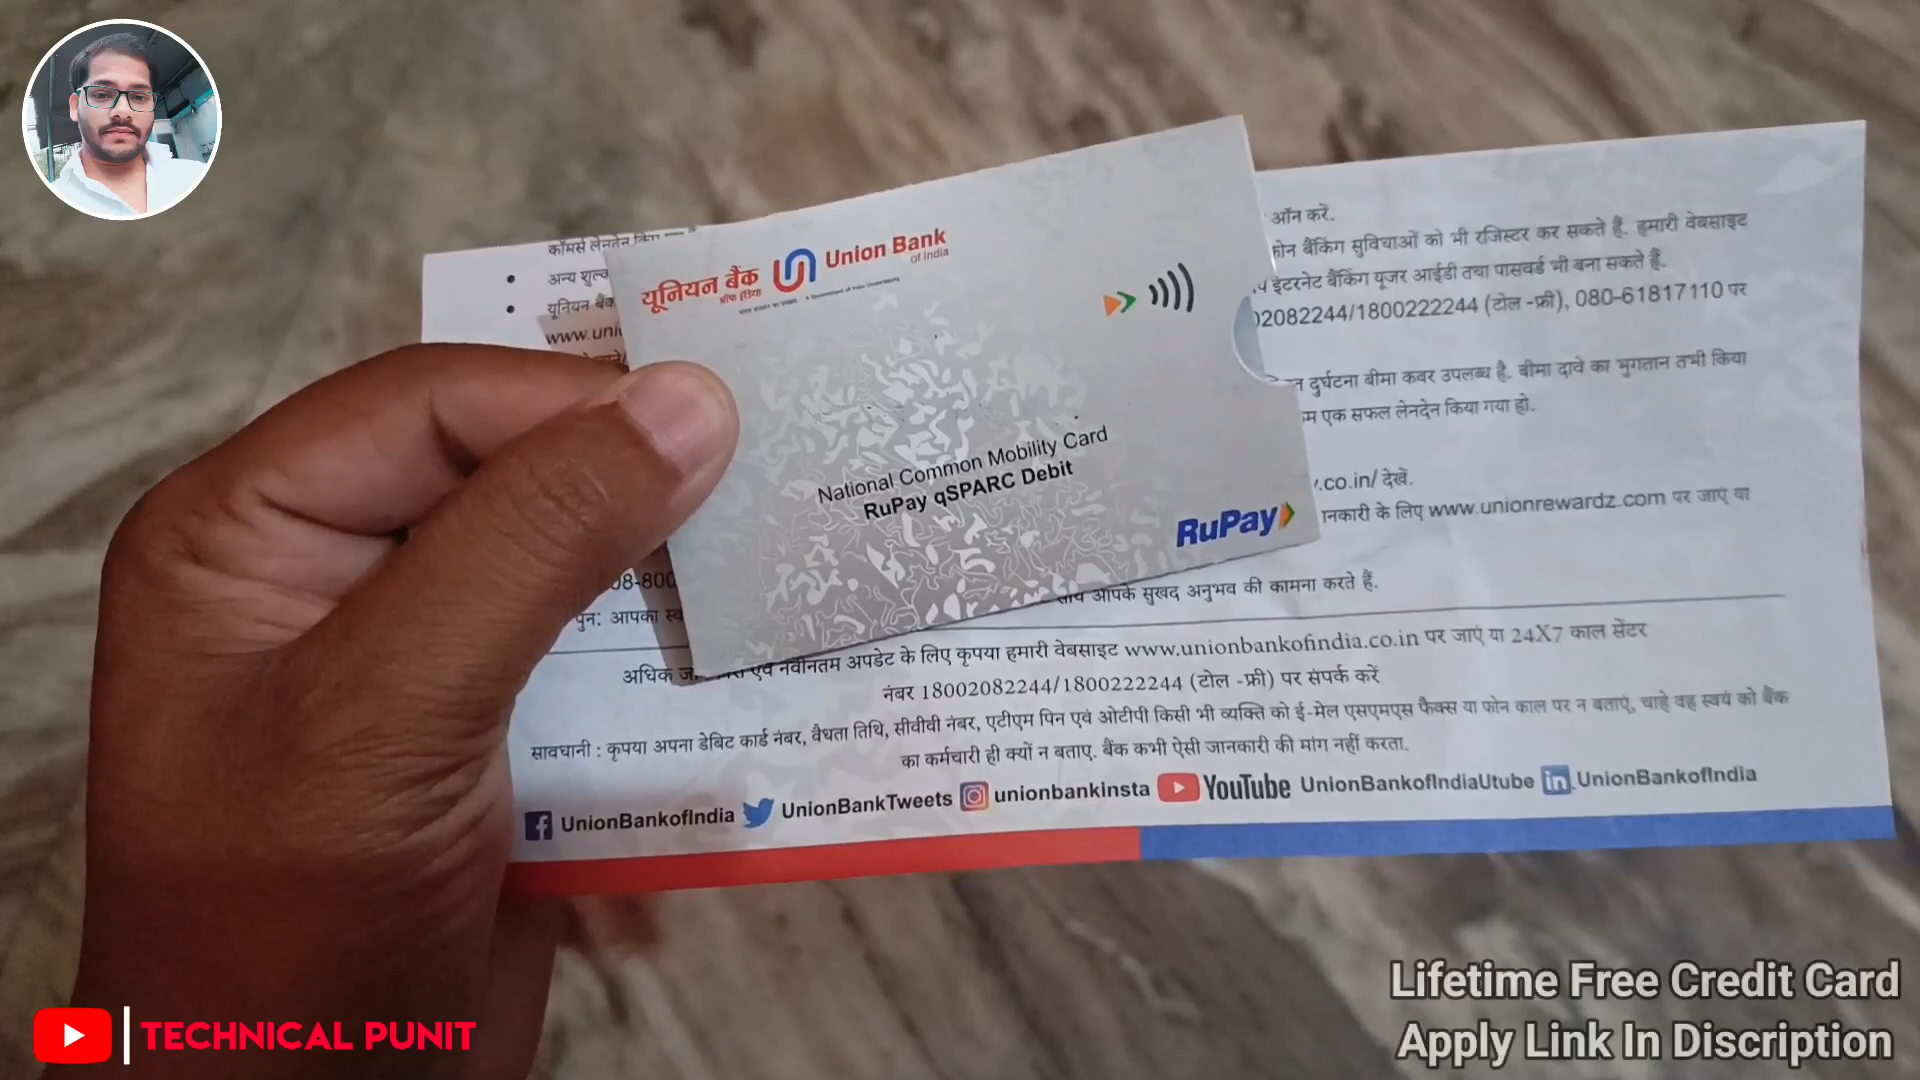 कॉमर्स लेनदेन किए
• अन्य शुल्क
• यूनियन बैंक
www.uni
08-800
पुन: आपका स्व
यूनियन बैंक
ऑफ इंडिया
Union Bank
of India
National Common Mobility Card
RuPay qSPARC Debit
RuPay
ऑन करें.
फोन बैंकिंग सुविधाओं को भी रजिस्टर कर सकते हैं. हमारी वेबसाइट
इंटरनेट बैंकिंग यूजर आईडी तथा पासवर्ड भी बना सकते हैं.
02082244/1800222244 (टोल -फ्री), 080-61817110 पर
दुर्घटना बीमा कवर उपलब्ध है. बीमा दावे का भुगतान तभी किया
म एक सफल लेनदेन किया गया हो.
.co.in/ देखें.
ानकारी के लिए www.unionrewardz.com पर जाएं या
आपके सुखद अनुभव की कामना करते हैं.
अधिक एवं नवीनतम अपडेट के लिए कृपया हमारी वेबसाइट www.unionbankofindia.co.in पर जाएं या 24X7 काल सेंटर
नंबर 18002082244/1800222244 (टोल -फ्री) पर संपर्क करें
सावधानी : कृपया अपना डेबिट कार्ड नंबर, वैधता तिथि, सीवीवी नंबर, एटीएम पिन एवं ओटीपी किसी भी व्यक्ति को ई-मेल एसएमएस फैक्स या फोन काल पर न बताएं, चाहे वह स्वयं को बैंक
का कर्मचारी ही क्यों न बताए. बैंक कभी ऐसी जानकारी की मांग नहीं करता.
UnionBankofIndia UnionBankTweets unionbankinsta YouTube UnionBankofIndiaUtube in UnionBankofIndia
TECHNICAL PUNIT
Lifetime Free Credit Card
Apply Link In Discription